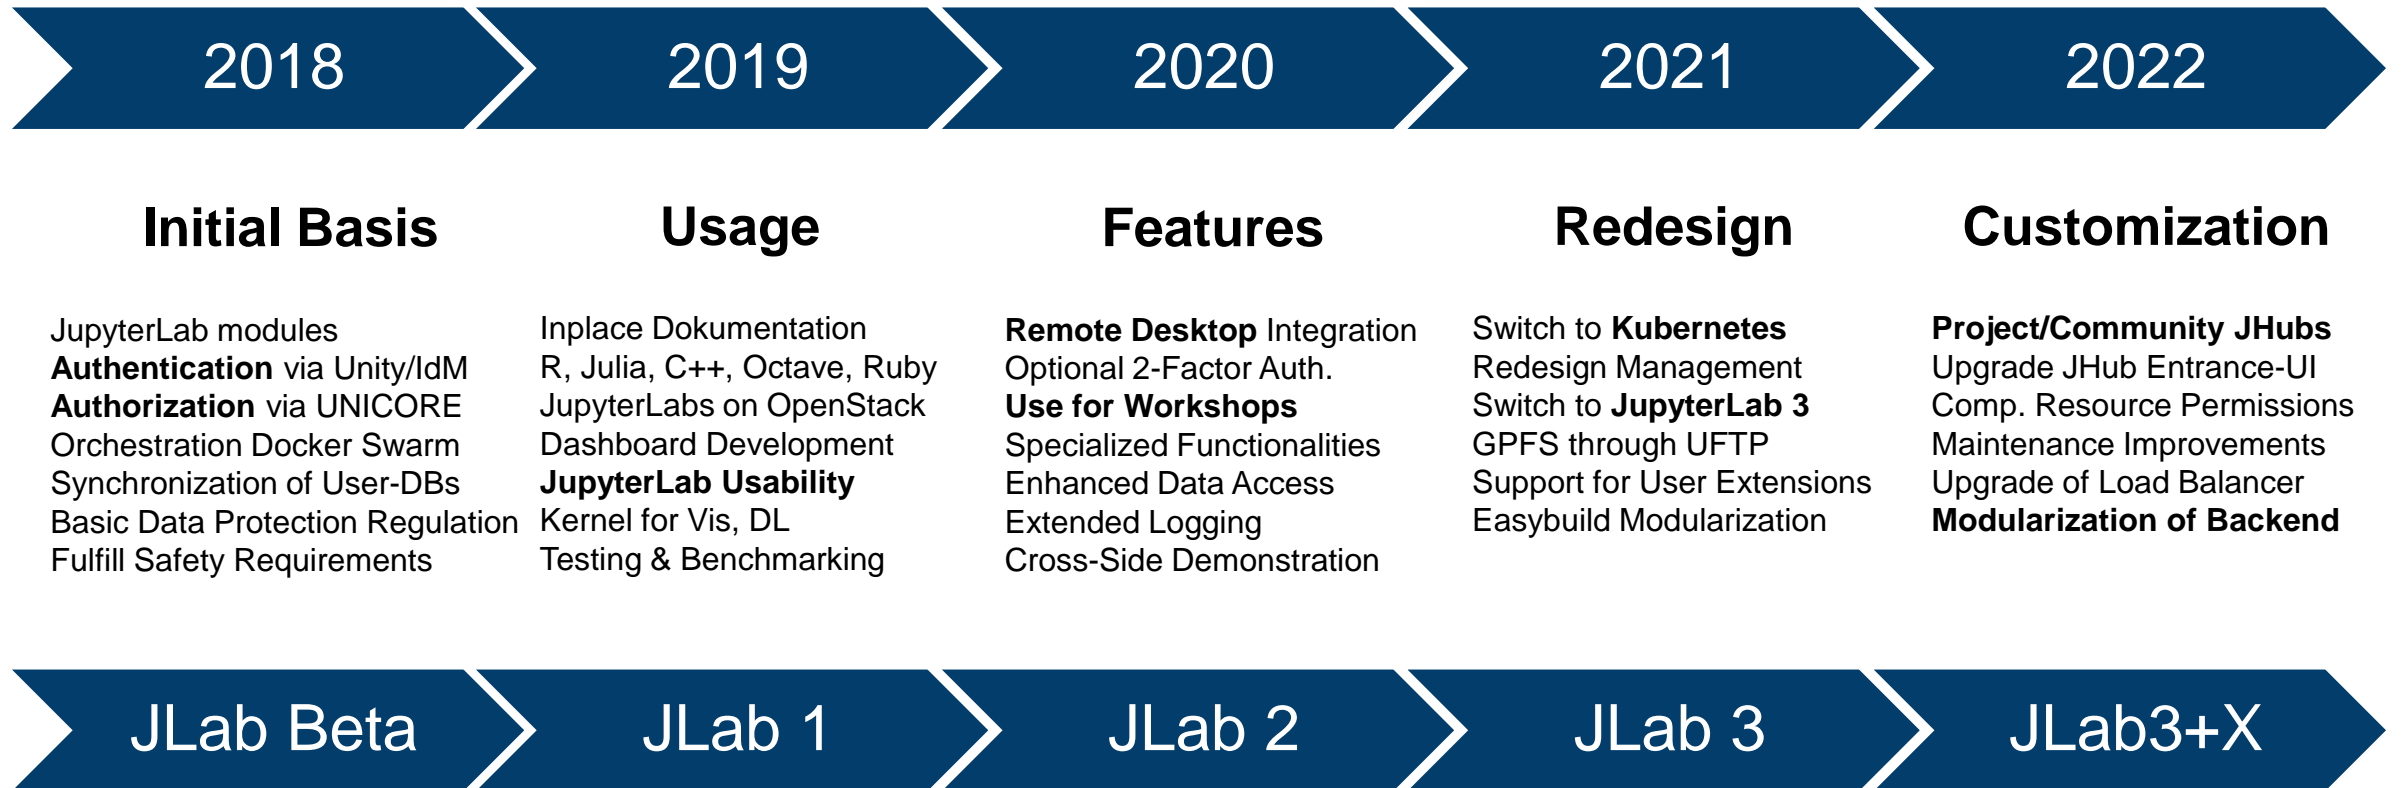 2018
2019
2020
2021
2022
Initial Basis
Usage
Features
Redesign
Customization
JupyterLab modules
Authentication via Unity/IdM
Authorization via UNICORE
Orchestration Docker Swarm
Synchronization of User-DBs
Basic Data Protection Regulation
Fulfill Safety Requirements
Inplace Dokumentation
R, Julia, C++, Octave, Ruby
JupyterLabs on OpenStack
Dashboard Development
JupyterLab Usability
Kernel for Vis, DL
Testing & Benchmarking
Remote Desktop Integration
Optional 2-Factor Auth.
Use for Workshops
Specialized Functionalities
Enhanced Data Access
Extended Logging
Cross-Side Demonstration
Switch to Kubernetes
Redesign Management
Switch to JupyterLab 3
GPFS through UFTP
Support for User Extensions
Easybuild Modularization
Project/Community JHubs
Upgrade JHub Entrance-UI
Comp. Resource Permissions
Maintenance Improvements
Upgrade of Load Balancer
Modularization of Backend
JLab Beta
JLab 1
JLab 2
JLab 3
JLab3+X